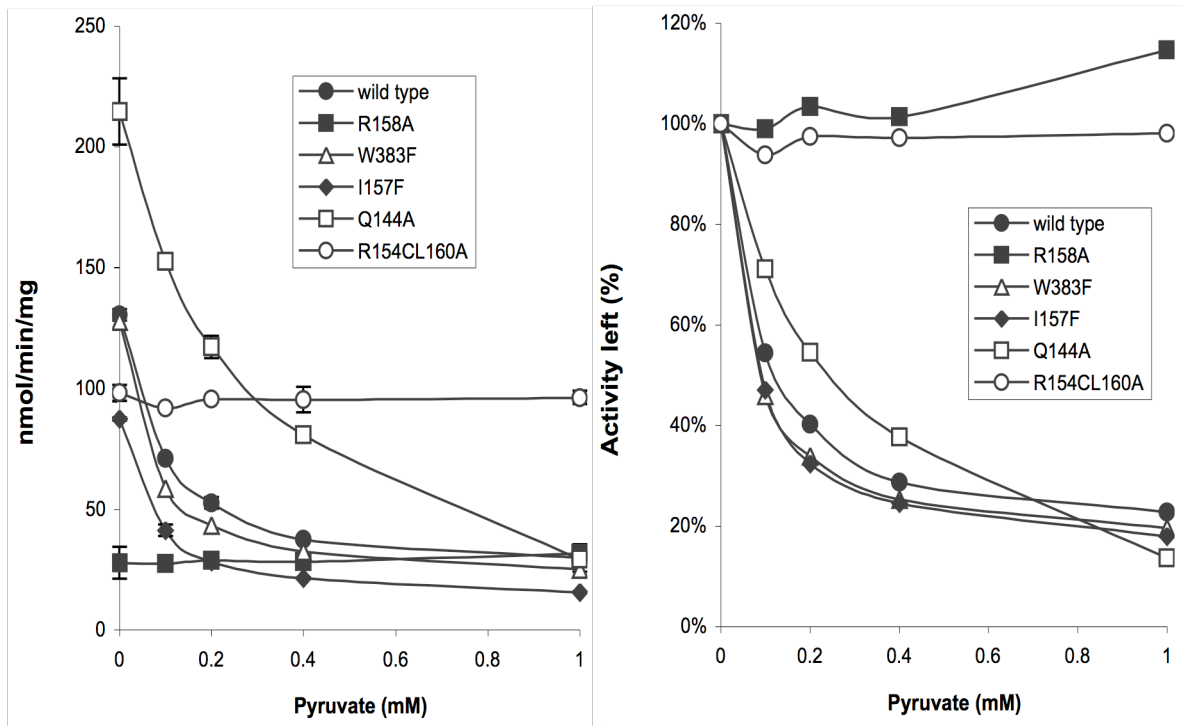 250
200
150
100
50
0
nmol/min/mg
wild type
R158A
W383F
I157F
Q144A
R154CL160A
0 0.2 0.4 0.6 0.8 1
Pyruvate (mM)
120%
100%
80%
60%
40%
20%
0%
Activity left (%)
wild type
R158A
W383F
I157F
Q144A
R154CL160A
0 0.2 0.4 0.6 0.8 1
Pyruvate (mM)